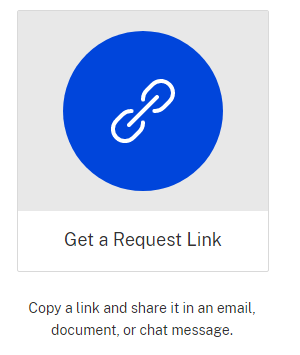 Get a Request Link
Copy a link and share it in an email,
document, or chat message.